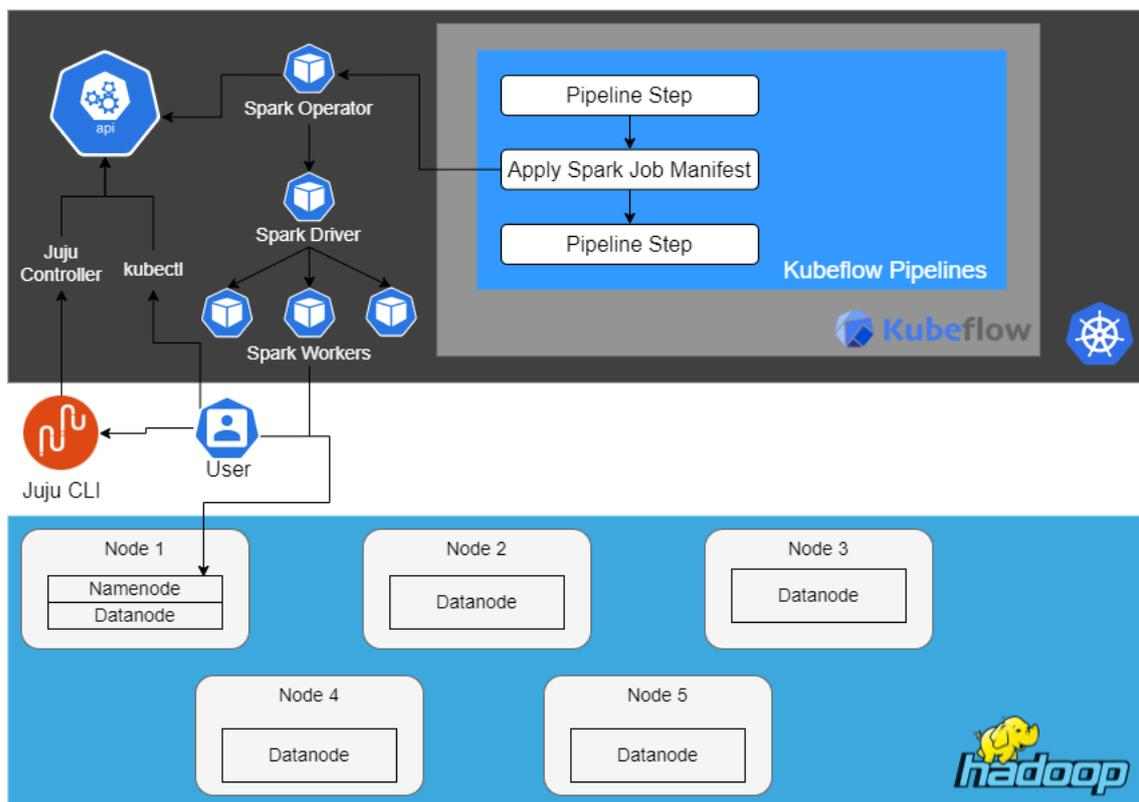 api
Spark Operator
Pipeline Step
Apply Spark Job Manifest
Pipeline Step
Kubeflow Pipelines
Kubeflow
Spark Driver
Juju
Controller
kubectl
Spark Workers
User
Juju CLI
Node 1
Namenode
Datanode
Node 2
Datanode
Node 3
Datanode
Node 4
Datanode
Node 5
Datanode
hadoop